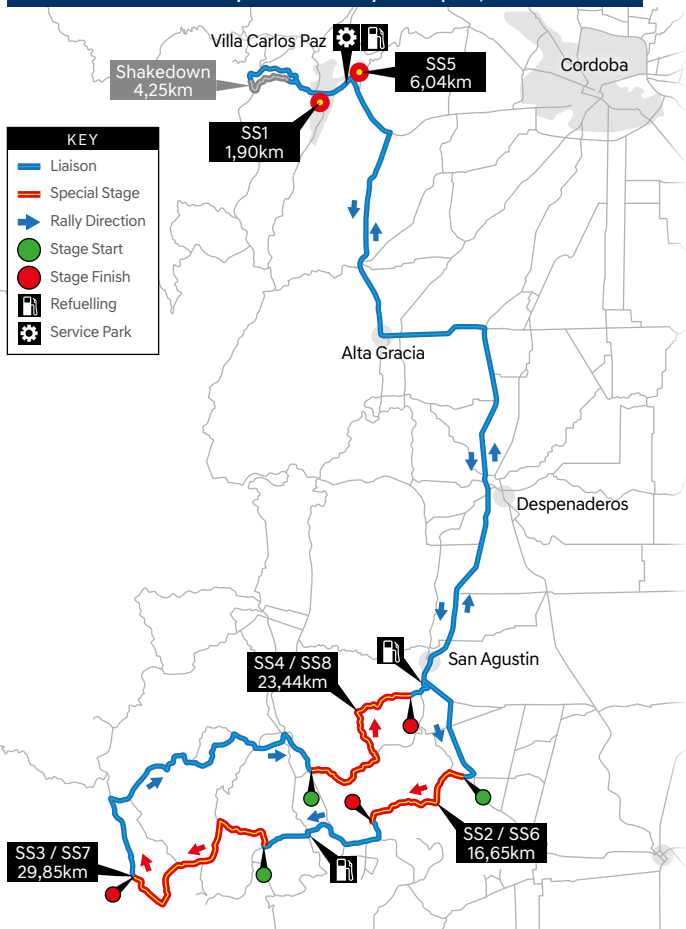 Villa Carlos Paz
Cordoba
SS5
6,04km
Shakedown
4,25km
SS1
1,90km
KEY
Liaison
Special Stage
Rally Direction
Stage Start
Stage Finish
Refuelling
Service Park
Alta Gracia
Despenaderos
San Agustin
SS4 / SS8
23,44km
SS2 / SS6
16,65km
SS3 / SS7
29,85km